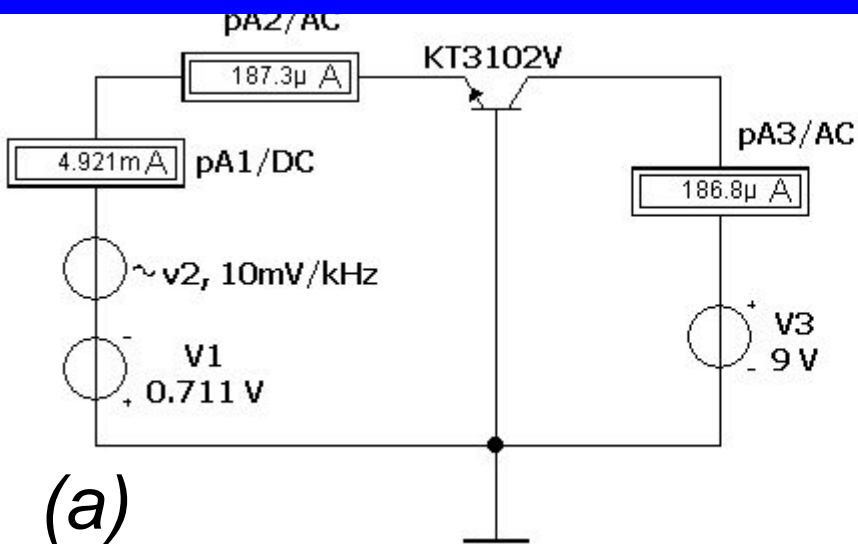 pA2/AC
187.3µ A
KT3102V
4.921m A
pA1/DC
pA3/AC
186.8µ A
~ v2, 10mV/kHz
-
V1
+
0.711 V
+
V3
-
9 V
(a)